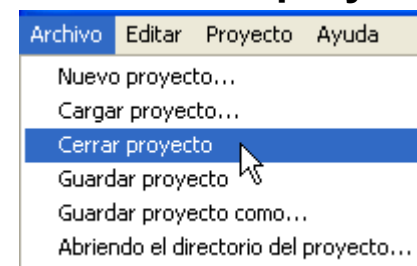 Archivo Editar Proyecto Ayuda
Nuevo proyecto...
Cargar proyecto...
Cerrar proyecto
Guardar proyecto
Guardar proyecto como...
Abriendo el directorio del proyecto...